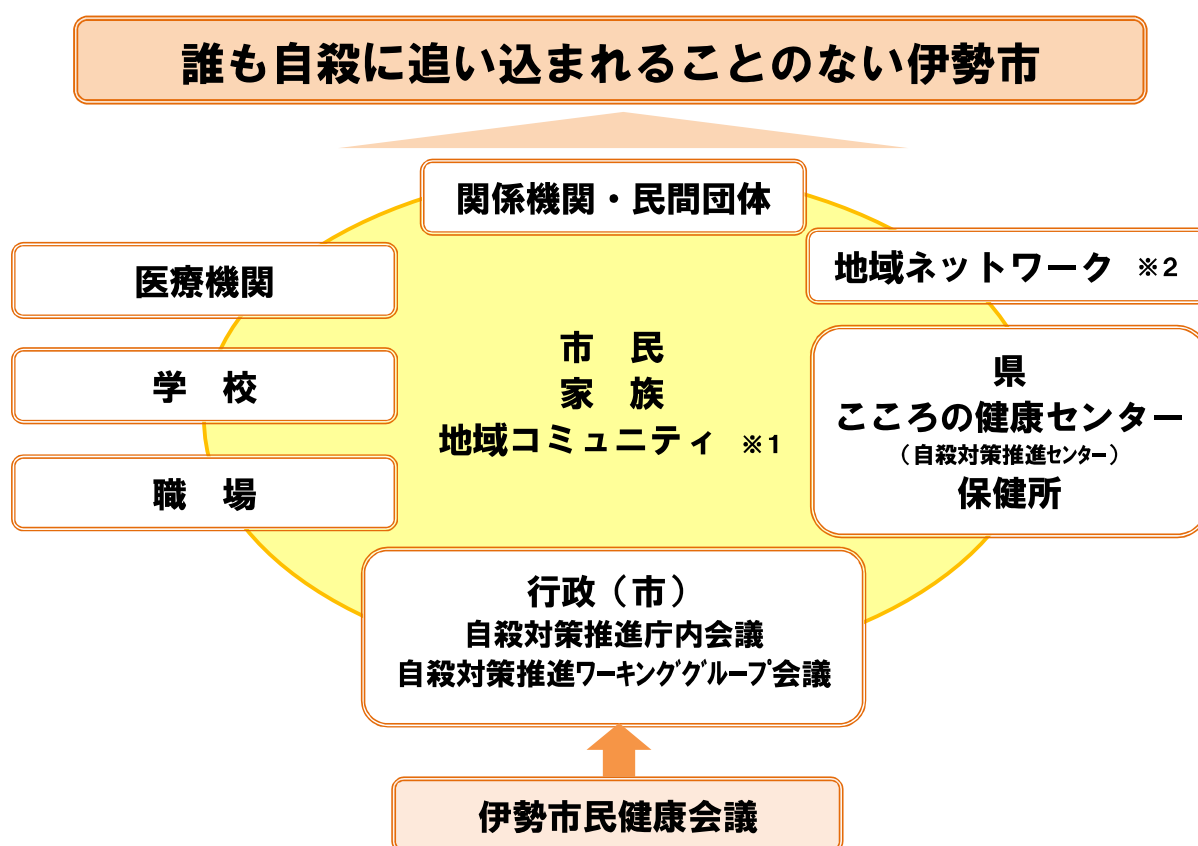 誰も自殺に追い込まれることのない伊勢市
関係機関・民間団体
医療機関
地域ネットワーク ※2
学 校
職 場
市 民
家 族
地域コミュニティ ※1
県
こころの健康センター
（自殺対策推進センター）
保健所
行政（市）
自殺対策推進庁内会議
自殺対策推進ワーキンググループ会議
伊勢市民健康会議